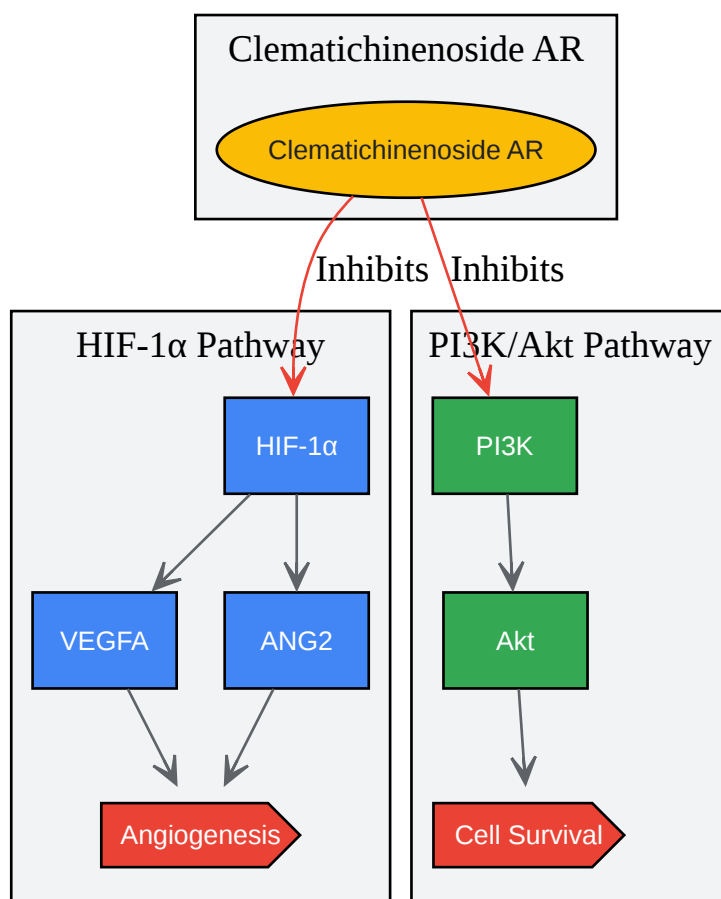 Clematichinenoside AR
Clematichinenoside AR
Inhibits
Inhibits
HIF-1α Pathway
PI3K/Akt Pathway
HIF-1α
PI3K
VEGFA
ANG2
Akt
Angiogenesis
Cell Survival